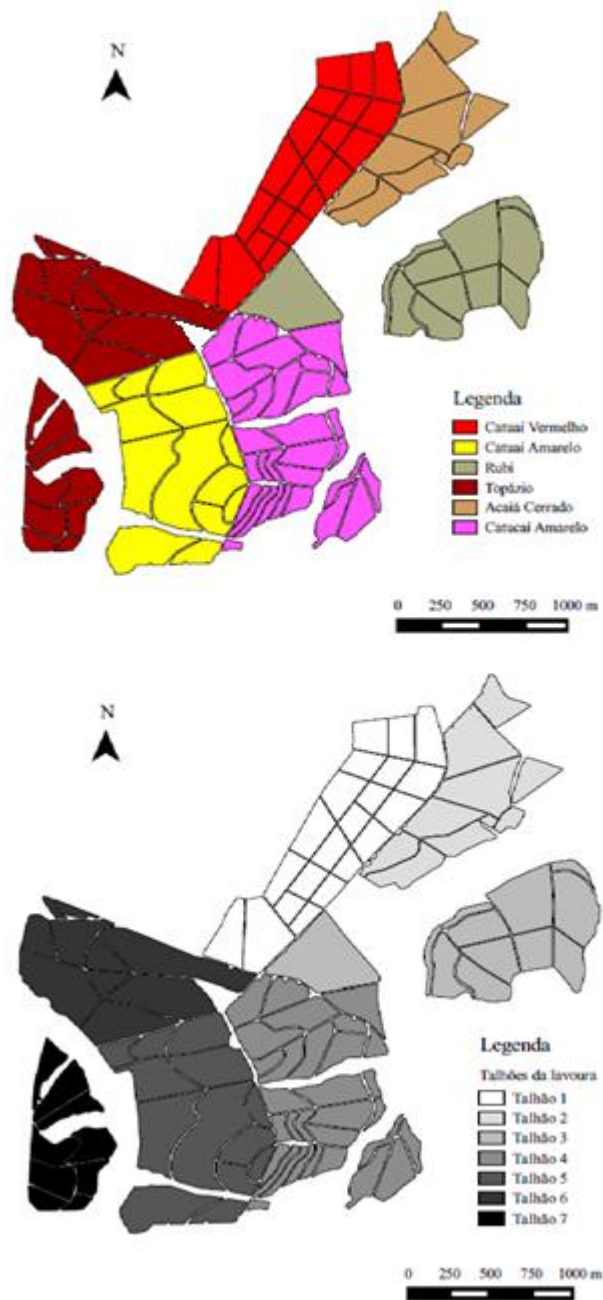 N
Legenda
Catuaí Vermelho
Catuaí Amarelo
Rubi
Topázio
Acaiá Cerrado
Catucaí Amarelo
0 250 500 750 1000 m
N
Legenda
Talhões da lavoura
Talhão 1
Talhão 2
Talhão 3
Talhão 4
Talhão 5
Talhão 6
Talhão 7
0 250 500 750 1000 m